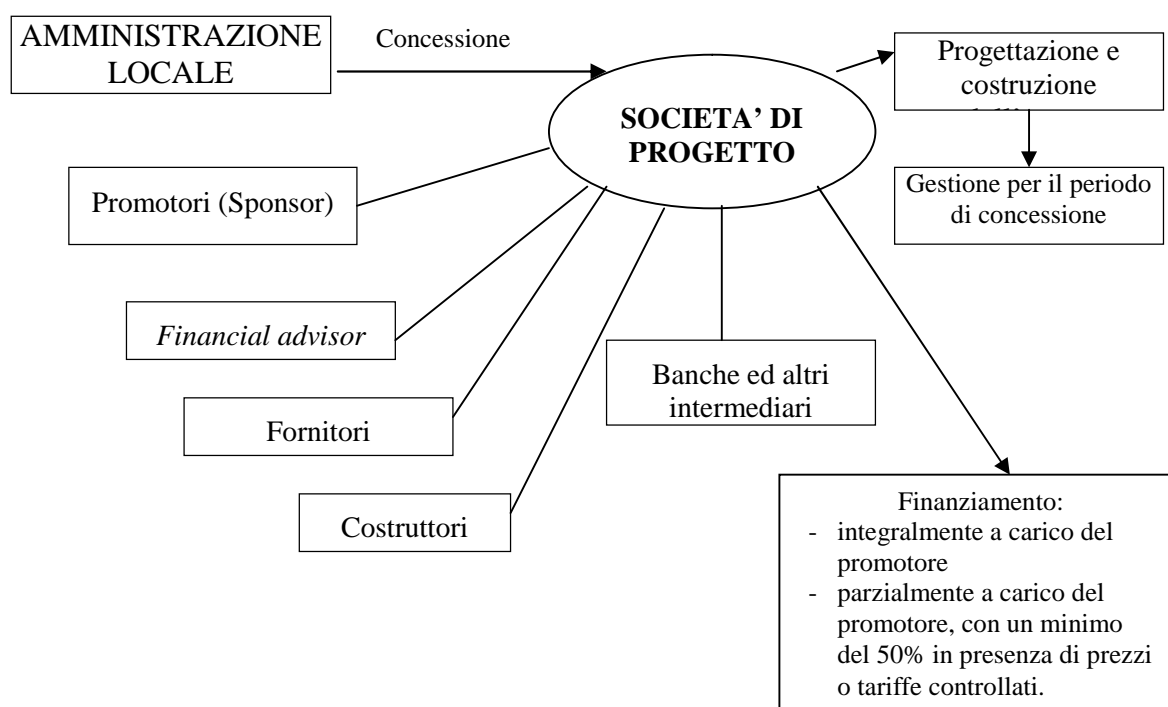 AMMINISTRAZIONE
LOCALE
Concessione
SOCIETA’ DI
PROGETTO
Progettazione e
costruzione
Gestione per il periodo
di concessione
Promotori (Sponsor)
Financial advisor
Fornitori
Costruttori
Banche ed altri
intermediari
Finanziamento:
- integralmente a carico del
promotore
- parzialmente a carico del
promotore, con un minimo
del 50% in presenza di prezzi
o tariffe controllati.